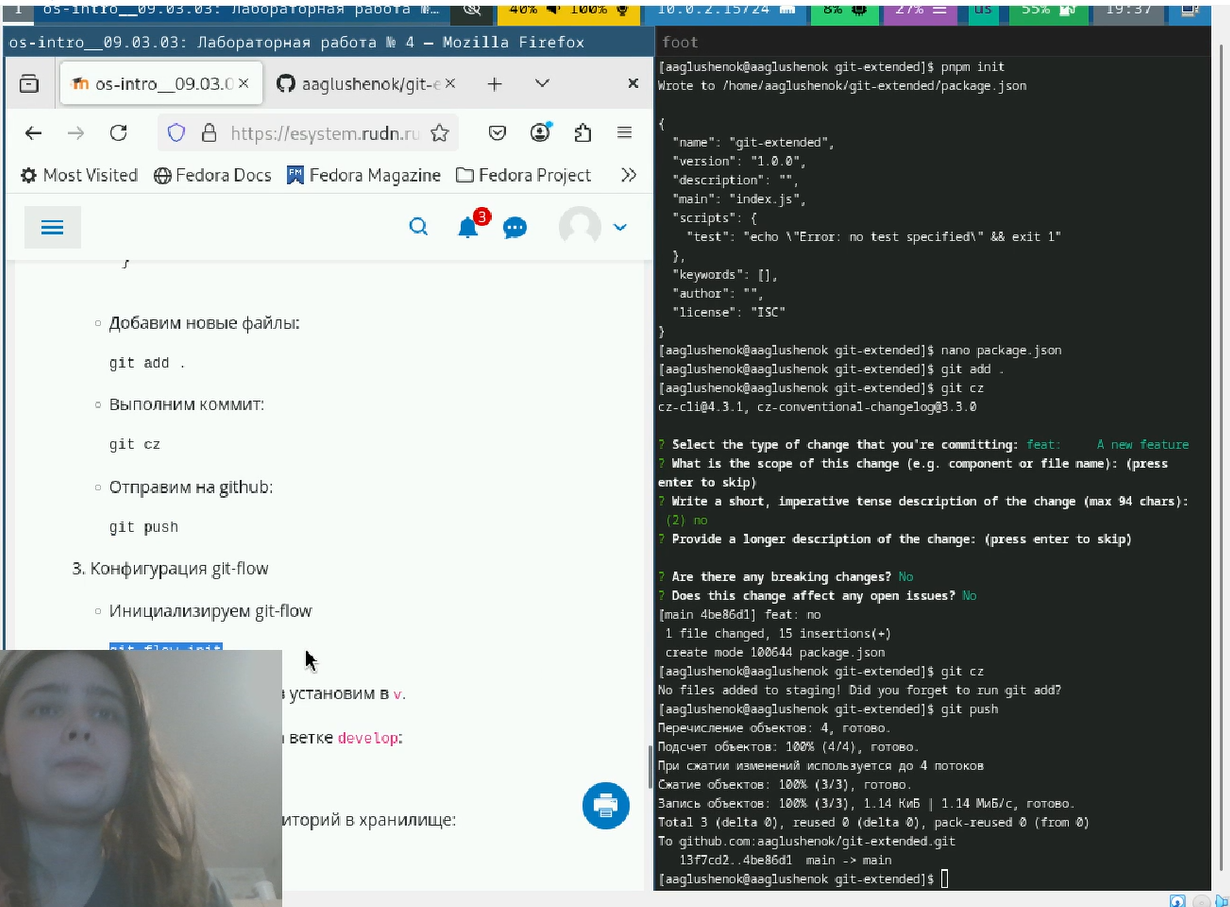 1
os-intro__09.03.03: Лабораторная работа №…
40%
100%
10.0.2.15/24
8%
27%
us
55%
19:37
os-intro__09.03.03: Лабораторная работа № 4 — Mozilla Firefox
os-intro__09.03.0
aaglushenok/git-e
https://esystem.rudn.ru
Most Visited
Fedora Docs
Fedora Magazine
Fedora Project
3
}
Добавим новые файлы:
git add .
Выполним коммит:
git cz
Отправим на github:
git push
3. Конфигурация git-flow
Инициализируем git-flow
git flow init
установим в v.
ветке develop:
иторий в хранилище:
foot
[aaglushenok@aaglushenok git-extended]$ pnpm init
Wrote to /home/aaglushenok/git-extended/package.json
{
"name": "git-extended",
"version": "1.0.0",
"description": "",
"main": "index.js",
"scripts": {
"test": "echo \"Error: no test specified\" && exit 1"
},
"keywords": [],
"author": "",
"license": "ISC"
}
[aaglushenok@aaglushenok git-extended]$ nano package.json
[aaglushenok@aaglushenok git-extended]$ git add .
[aaglushenok@aaglushenok git-extended]$ git cz
cz-cli@4.3.1, cz-conventional-changelog@3.3.0
? Select the type of change that you're committing: feat: A new feature
? What is the scope of this change (e.g. component or file name): (press
enter to skip)
? Write a short, imperative tense description of the change (max 94 chars):
(2) no
? Provide a longer description of the change: (press enter to skip)
? Are there any breaking changes? No
? Does this change affect any open issues? No
[main 4be86d1] feat: no
1 file changed, 15 insertions(+)
create mode 100644 package.json
[aaglushenok@aaglushenok git-extended]$ git cz
No files added to staging! Did you forget to run git add?
[aaglushenok@aaglushenok git-extended]$ git push
Перечисление объектов: 4, готово.
Подсчет объектов: 100% (4/4), готово.
При сжатии изменений используется до 4 потоков
Сжатие объектов: 100% (3/3), готово.
Запись объектов: 100% (3/3), 1.14 КиБ | 1.14 МиБ/с, готово.
Total 3 (delta 0), reused 0 (delta 0), pack-reused 0 (from 0)
To github.com:aaglushenok/git-extended.git
13f7cd2..4be86d1 main -> main
[aaglushenok@aaglushenok git-extended]$